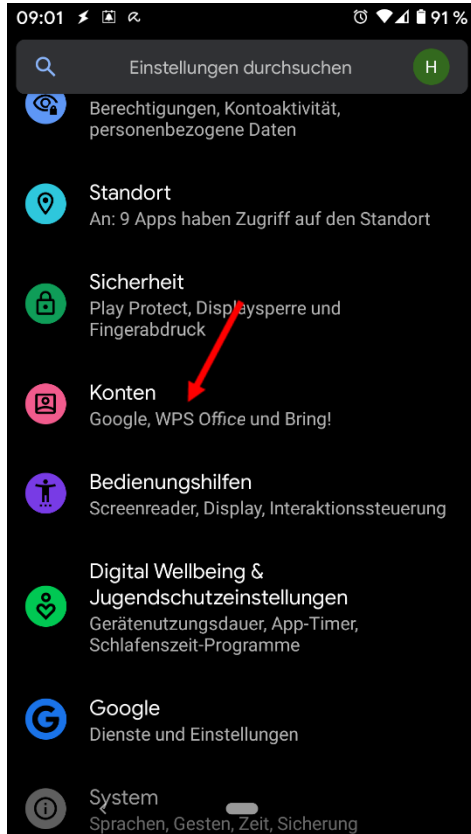 09:01 91 %
Einstellungen durchsuchen H
Berechtigungen, Kontoaktivität,
personenbezogene Daten
Standort
An: 9 Apps haben Zugriff auf den Standort
Sicherheit
Play Protect, Displaysperre und
Fingerabdruck
Konten
Google, WPS Office und Bring!
Bedienungshilfen
Screenreader, Display, Interaktionssteuerung
Digital Wellbeing &
Jugendschutzeinstellungen
Gerätenutzungsdauer, App-Timer,
Schlafenszeit-Programme
G
Google
Dienste und Einstellungen
System
Sprachen, Gesten, Zeit, Sicherung